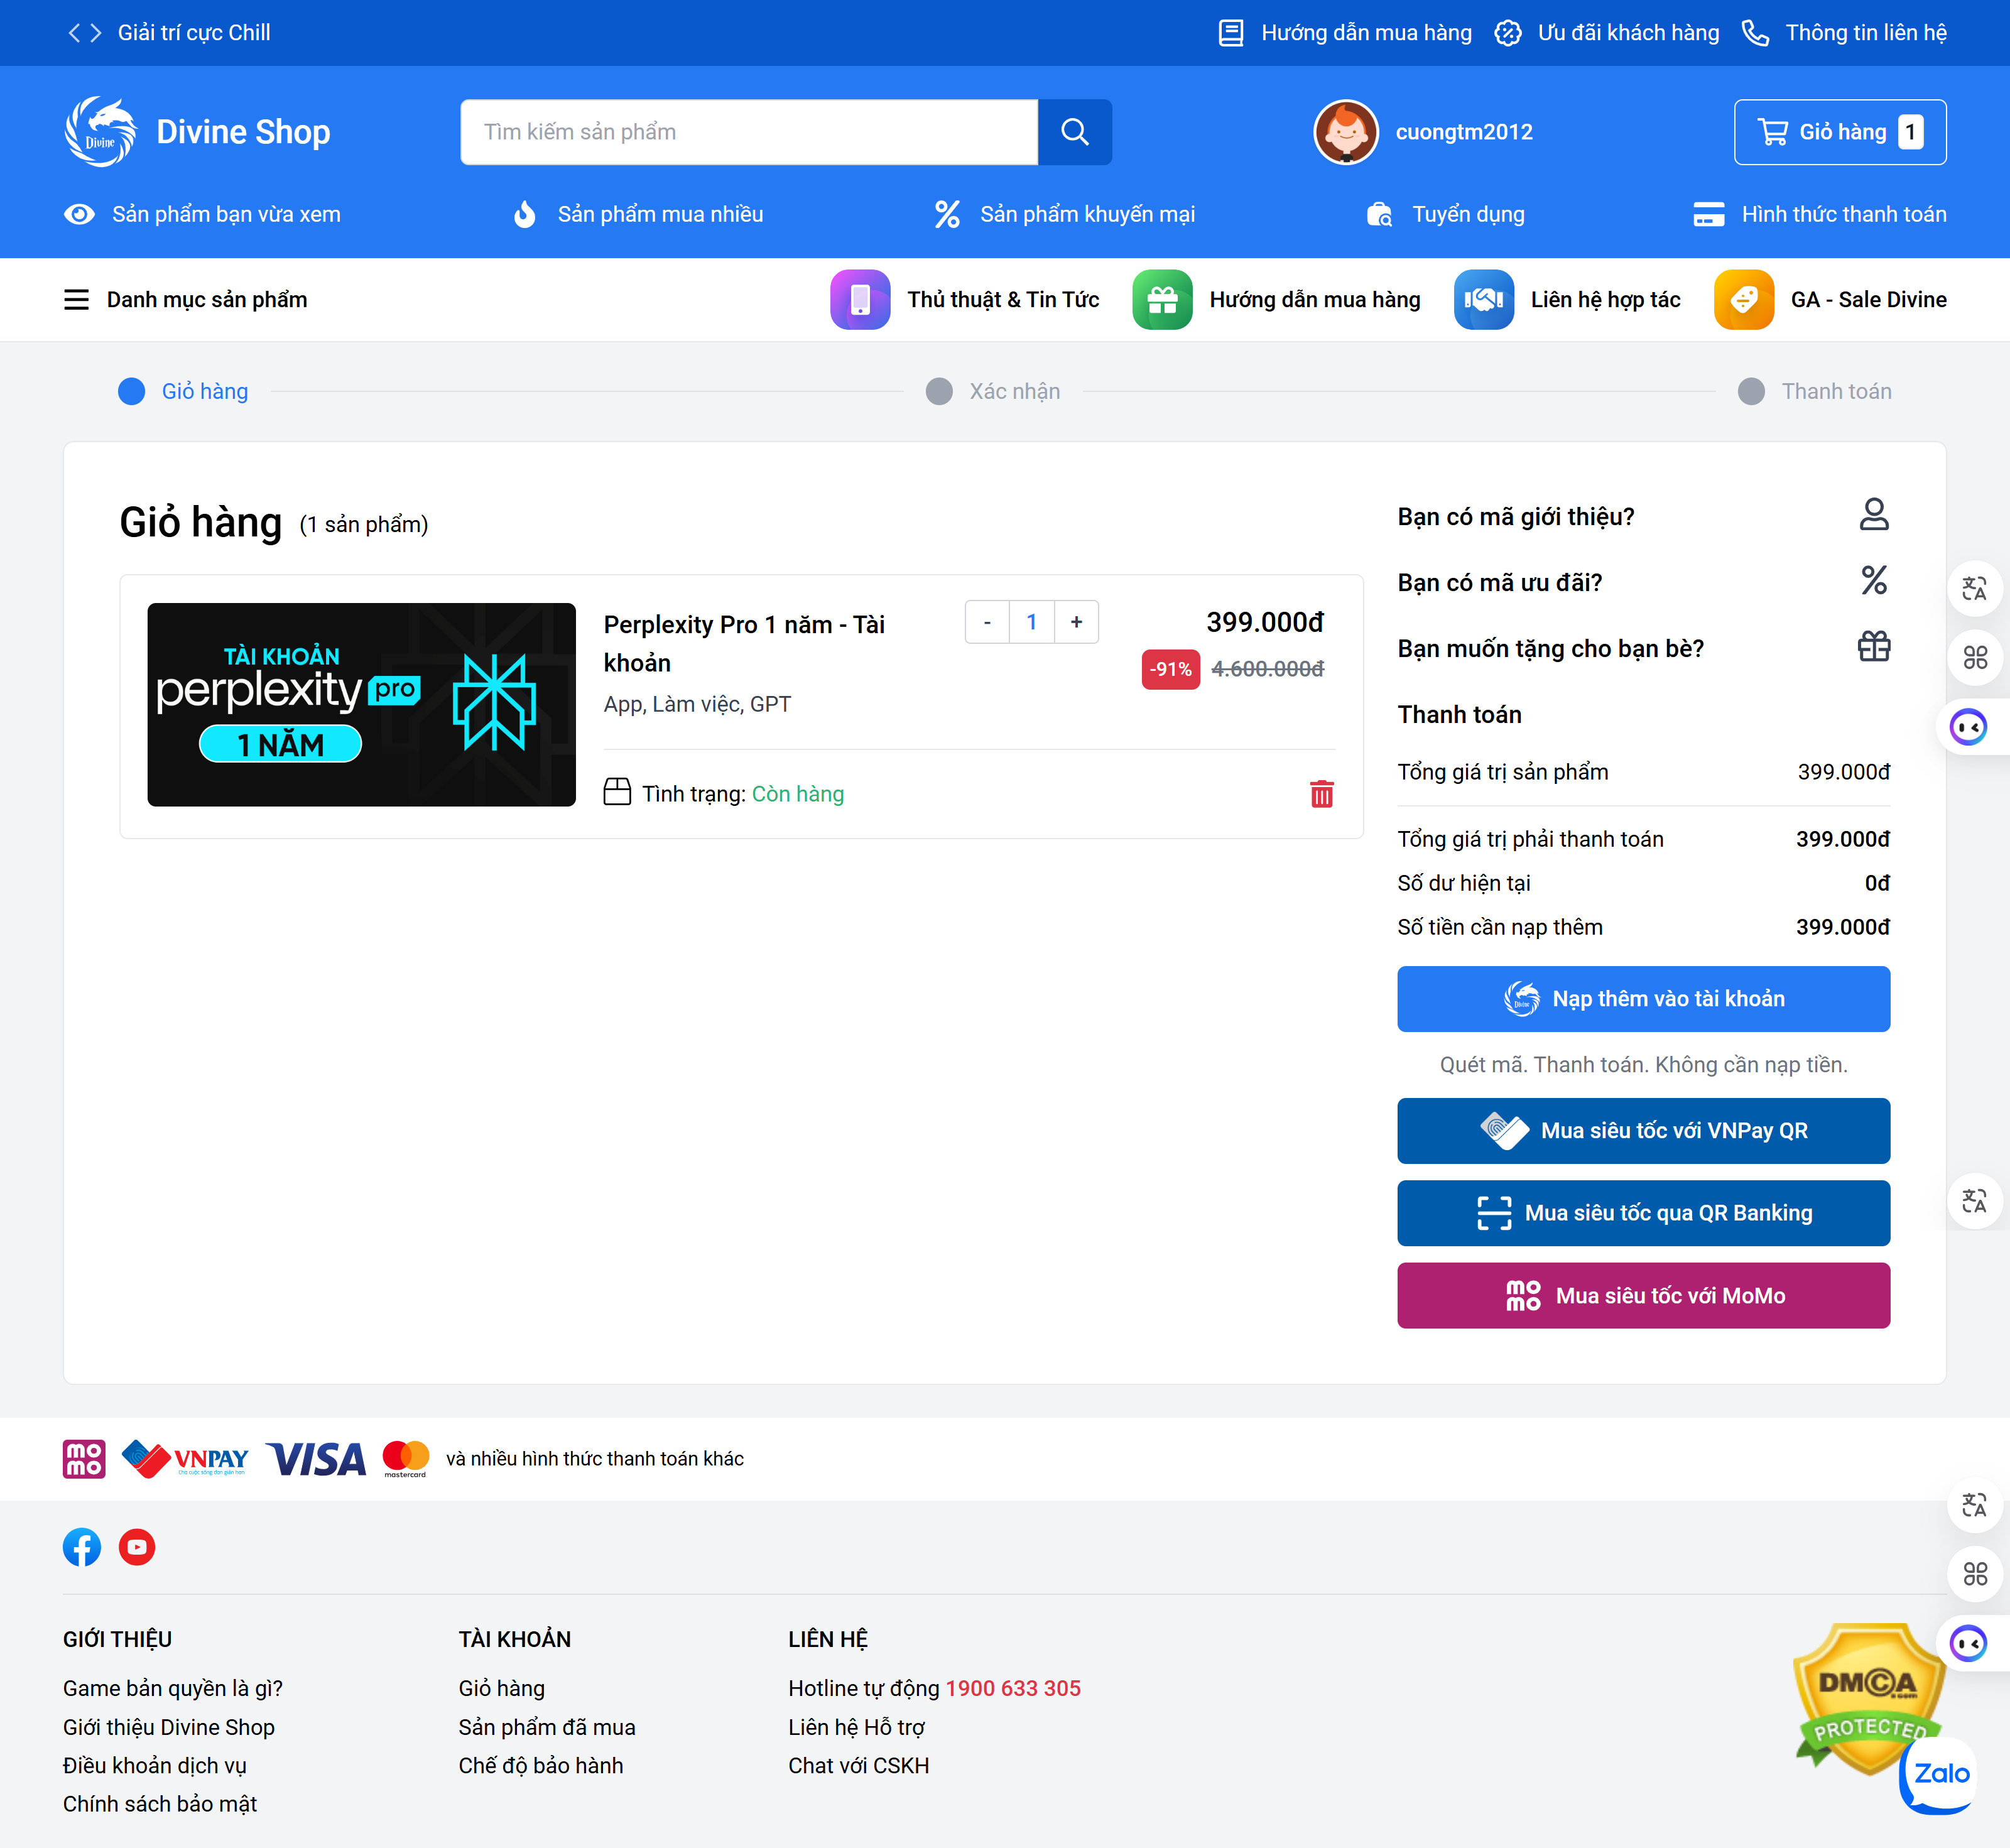 Giải trí cực Chill
Hướng dẫn mua hàng
Ưu đãi khách hàng
Thông tin liên hệ
Divine
Divine Shop
Tìm kiếm sản phẩm
cuongtm2012
Giỏ hàng 1
Sản phẩm bạn vừa xem
Sản phẩm mua nhiều
Sản phẩm khuyến mại
Tuyển dụng
Hình thức thanh toán
Danh mục sản phẩm
Thủ thuật & Tin Tức
Hướng dẫn mua hàng
Liên hệ hợp tác
GA - Sale Divine
Giỏ hàng
Xác nhận
Thanh toán
Giỏ hàng (1 sản phẩm)
TÀI KHOẢN
perplexity pro
1 NĂM
Perplexity Pro 1 năm - Tài
khoản
App, Làm việc, GPT
- 1 +
399.000đ
-91% 4.600.000đ
Tình trạng: Còn hàng
Bạn có mã giới thiệu?
Bạn có mã ưu đãi?
Bạn muốn tặng cho bạn bè?
Thanh toán
Tổng giá trị sản phẩm 399.000đ
Tổng giá trị phải thanh toán 399.000đ
Số dư hiện tại 0đ
Số tiền cần nạp thêm 399.000đ
Divine
Nạp thêm vào tài khoản
Quét mã. Thanh toán. Không cần nạp tiền.
Mua siêu tốc với VNPay QR
Mua siêu tốc qua QR Banking
mo
mo
Mua siêu tốc với MoMo
mo
mo
VNPAY
Cho cuộc sống đơn giản hơn
VISA
mastercard
và nhiều hình thức thanh toán khác
GIỚI THIỆU
Game bản quyền là gì?
Giới thiệu Divine Shop
Điều khoản dịch vụ
Chính sách bảo mật
TÀI KHOẢN
Giỏ hàng
Sản phẩm đã mua
Chế độ bảo hành
LIÊN HỆ
Hotline tự động 1900 633 305
Liên hệ Hỗ trợ
Chat với CSKH
DMCA
.com
PROTECTED
Zalo